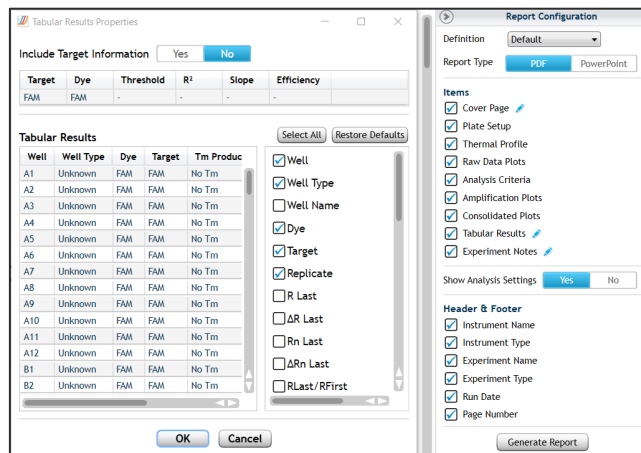 Tabular Results Properties
Include Target Information Yes No
Target Dye Threshold R² Slope Efficiency
FAM FAM - - - -
Tabular Results Select All Restore Defaults
Well Well Type Dye Target Tm Produc
A1 Unknown FAM FAM No Tm
A2 Unknown FAM FAM No Tm
A3 Unknown FAM FAM No Tm
A4 Unknown FAM FAM No Tm
A5 Unknown FAM FAM No Tm
A6 Unknown FAM FAM No Tm
A7 Unknown FAM FAM No Tm
A8 Unknown FAM FAM No Tm
A9 Unknown FAM FAM No Tm
A10 Unknown FAM FAM No Tm
A11 Unknown FAM FAM No Tm
A12 Unknown FAM FAM No Tm
B1 Unknown FAM FAM No Tm
B2 Unknown FAM FAM No Tm
Well
Well Type
Well Name
Dye
Target
Replicate
R Last
ΔR Last
Rn Last
ΔRn Last
RLast/RFirst
OK Cancel
Report Configuration
Definition Default
Report Type PDF PowerPoint
Items
Cover Page
Plate Setup
Thermal Profile
Raw Data Plots
Analysis Criteria
Amplification Plots
Consolidated Plots
Tabular Results
Experiment Notes
Show Analysis Settings Yes No
Header & Footer
Instrument Name
Instrument Type
Experiment Name
Experiment Type
Run Date
Page Number
Generate Report